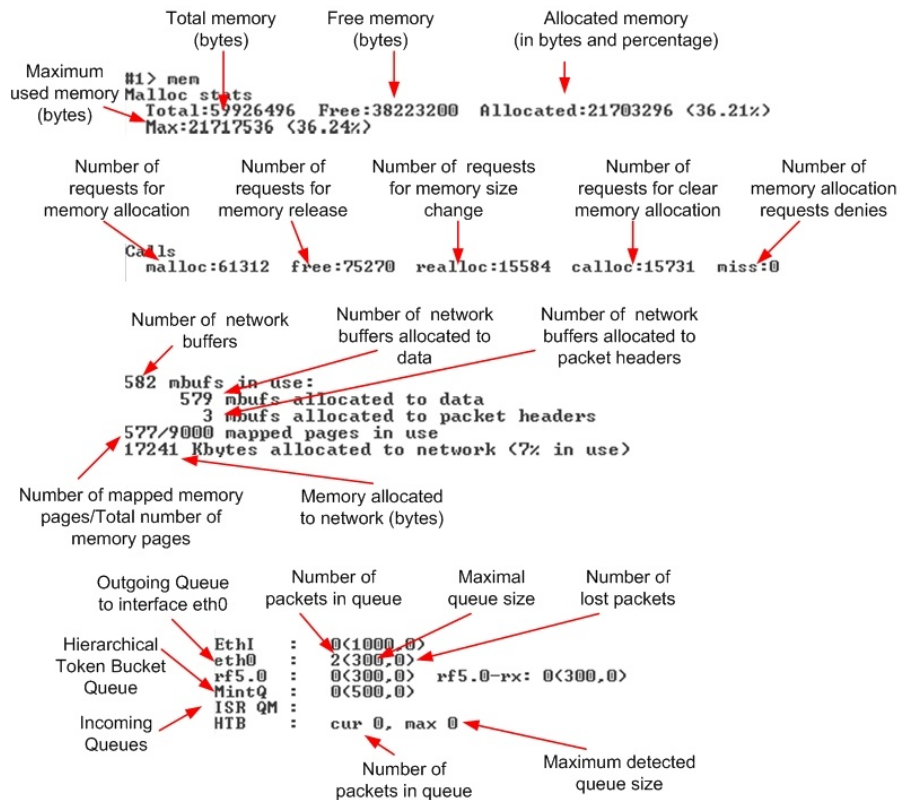 Total memory
(bytes)
Free memory
(bytes)
Allocated memory
(in bytes and percentage)
Maximum
used memory
(bytes)
#1> mem
Malloc stats
Total:59926496 Free:38223200 Allocated:21703296 (36.21%)
Max:21717536 (36.24%)
Number of
requests for
memory allocation
Number of
requests for
memory release
Number of requests
for memory size
change
Number of
requests for clear
memory allocation
Number of
memory allocation
requests denies
Calls
malloc:61312 free:75270 realloc:15584 calloc:15731 miss:0
Number of network
buffers
Number of network
buffers allocated to
data
Number of network
buffers allocated to
packet headers
582 mbufs in use:
579 mbufs allocated to data
3 mbufs allocated to packet headers
577/9000 mapped pages in use
17241 Kbytes allocated to network (7% in use)
Number of mapped memory
pages/Total number of
memory pages
Memory allocated
to network (bytes)
Outgoing Queue
to interface eth0
Number of
packets in queue
Maximal
queue size
Number of
lost packets
Hierarchical
Token Bucket
Queue
Incoming
Queues
EthI : 0(1000,0)
eth0 : 2(300,0)
rf5.0 : 0(300,0) rf5.0-rx: 0(300,0)
MintQ : 0(500,0)
ISR QM :
HTB : cur 0, max 0
Number of
packets in queue
Maximum detected
queue size